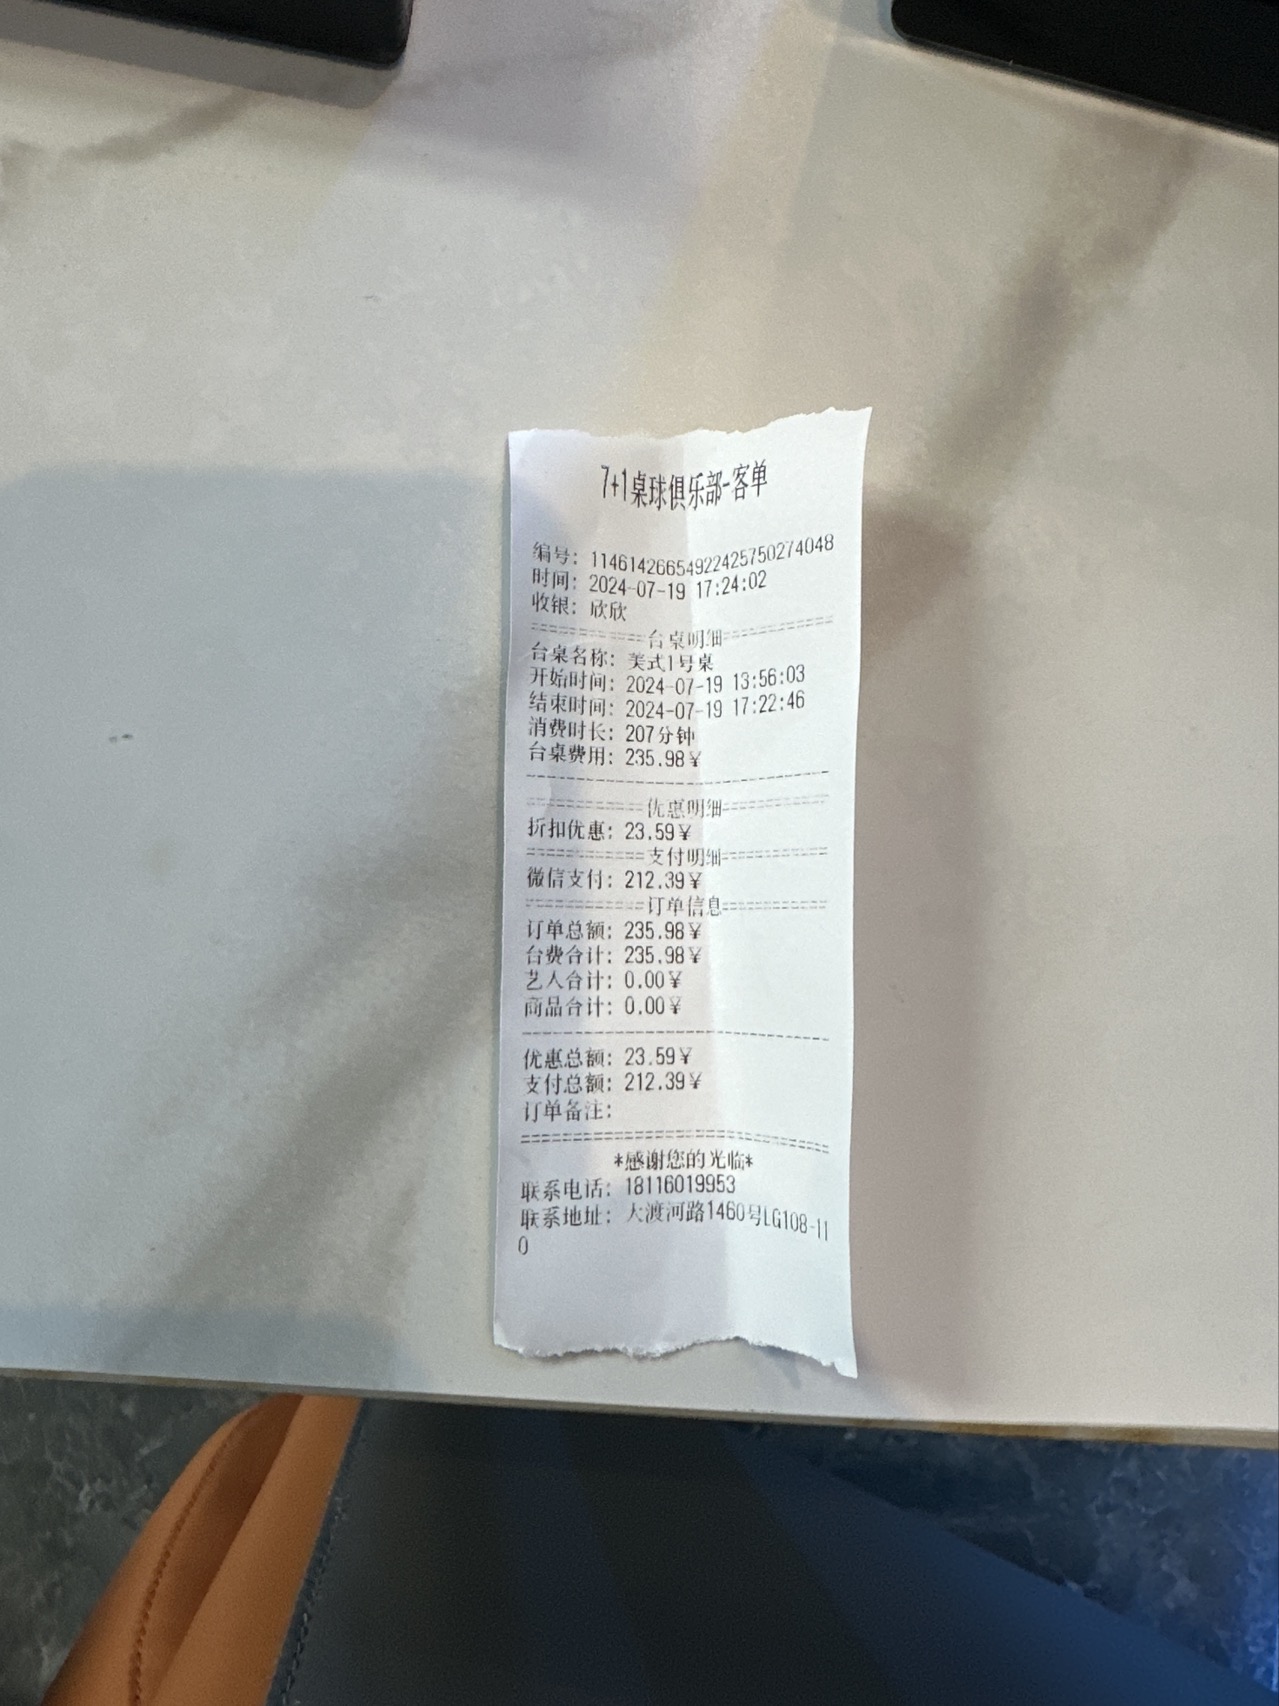 7+1桌球俱乐部-客单
编号: 11461426654922425750274048
时间: 2024-07-19 17:24:02
收银: 欣欣
==========台桌明细==========
台桌名称: 美式1号桌
开始时间: 2024-07-19 13:56:03
结束时间: 2024-07-19 17:22:46
消费时长: 207分钟
台桌费用: 235.98¥
--------------------------------
==========优惠明细==========
折扣优惠: 23.59¥
==========支付明细==========
微信支付: 212.39¥
==========订单信息==========
订单总额: 235.98¥
台费合计: 235.98¥
艺人合计: 0.00¥
商品合计: 0.00¥
--------------------------------
优惠总额: 23.59¥
支付总额: 212.39¥
订单备注:
================================
*感谢您的光临*
联系电话: 18116019953
联系地址: 大渡河路1460号LG108-11
0